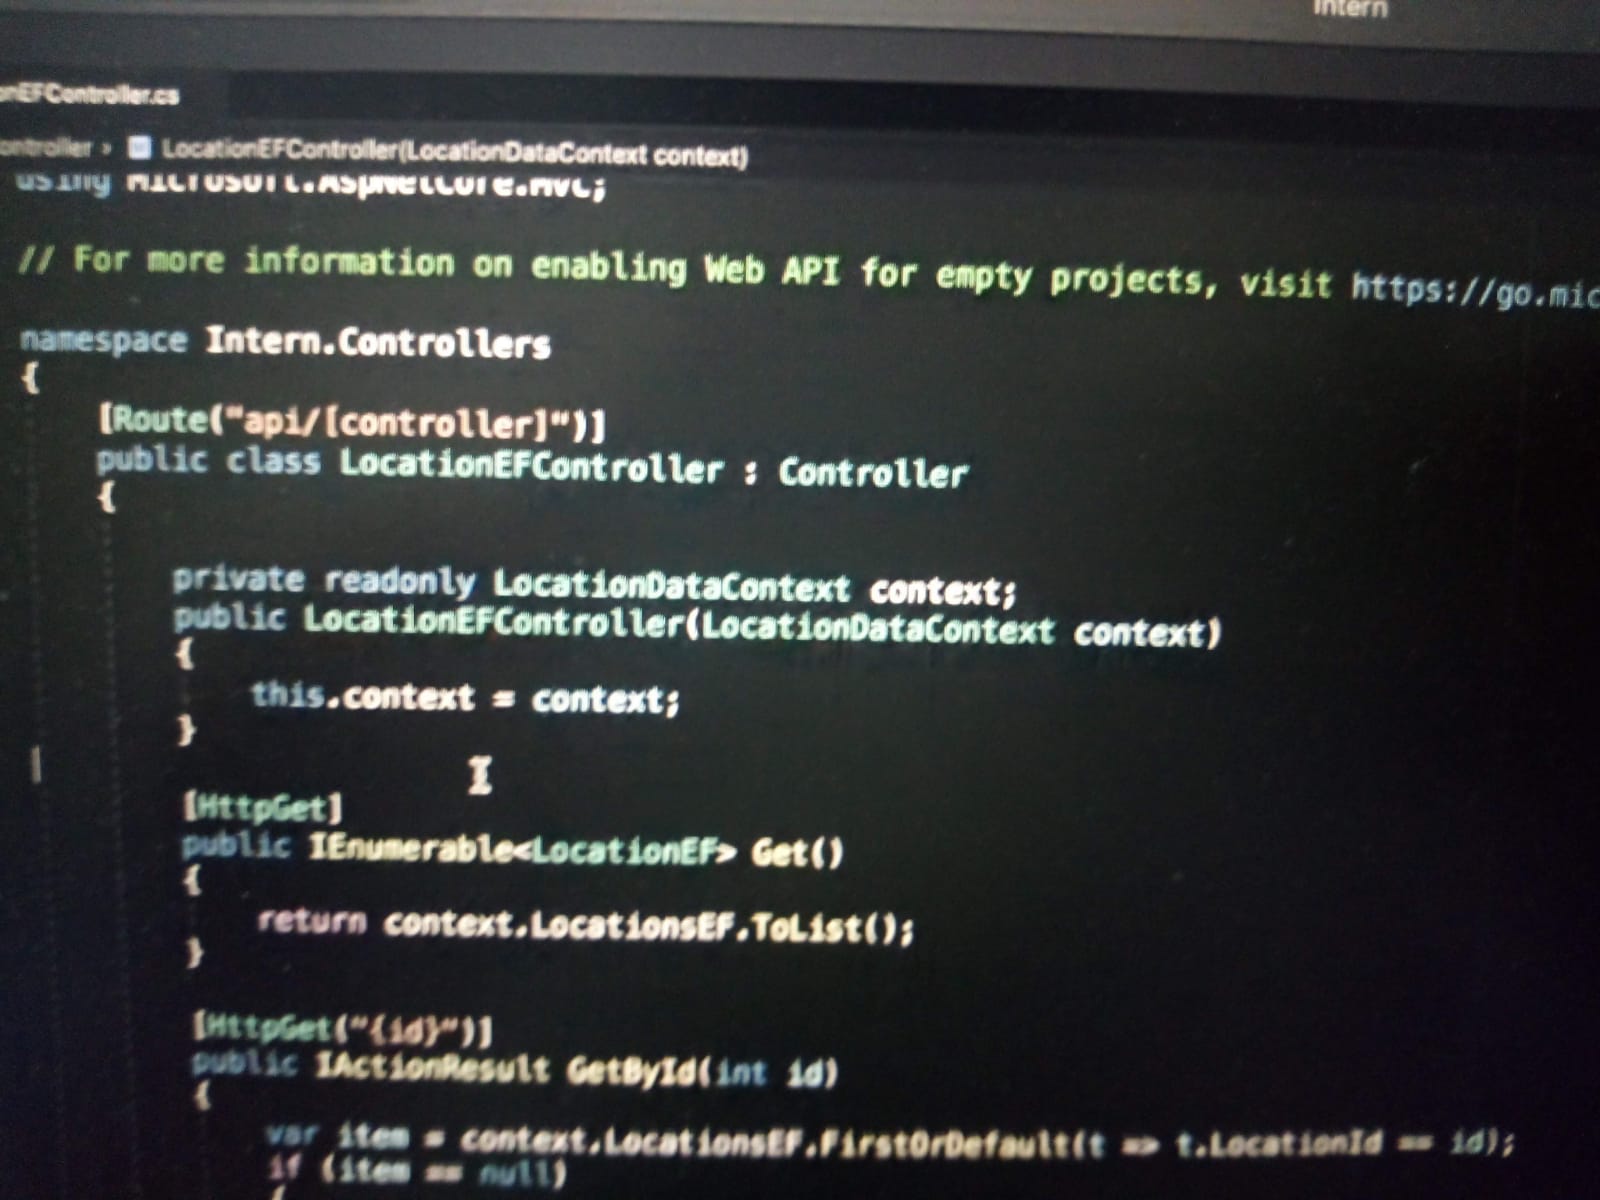 Intern
onEFController.cs
ontroller › LocationEFController(LocationDataContext context)
using Microsoft.AspNetCore.Mvc;
// For more information on enabling Web API for empty projects, visit https://go.mic
namespace Intern.Controllers
{
[Route("api/[controller]")]
public class LocationEFController : Controller
{
private readonly LocationDataContext context;
public LocationEFController(LocationDataContext context)
{
this.context = context;
}
[HttpGet]
public IEnumerable<LocationEF> Get()
{
return context.LocationsEF.ToList();
}
[HttpGet("{id}")]
public IActionResult GetById(int id)
{
var item = context.LocationsEF.FirstOrDefault(t => t.LocationId == id);
if (item == null)
{